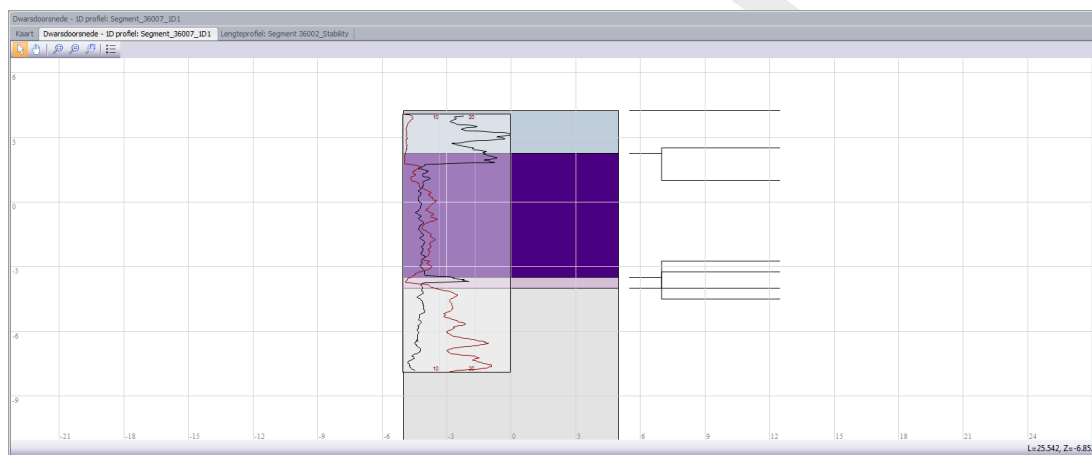 Dwarsdoorsnede - 1D profiel: Segment_36007_1D1
Kaart Dwarsdoorsnede - 1D profiel: Segment_36007_1D1 Lengteprofiel: Segment 36002_Stability
6
10 20
3
0
-3
-6
10 20
-9
-21 -18 -15 -12 -9 -6 -3 0 3 6 9 12 15 18 21 24
L=25.542, Z=-6.85